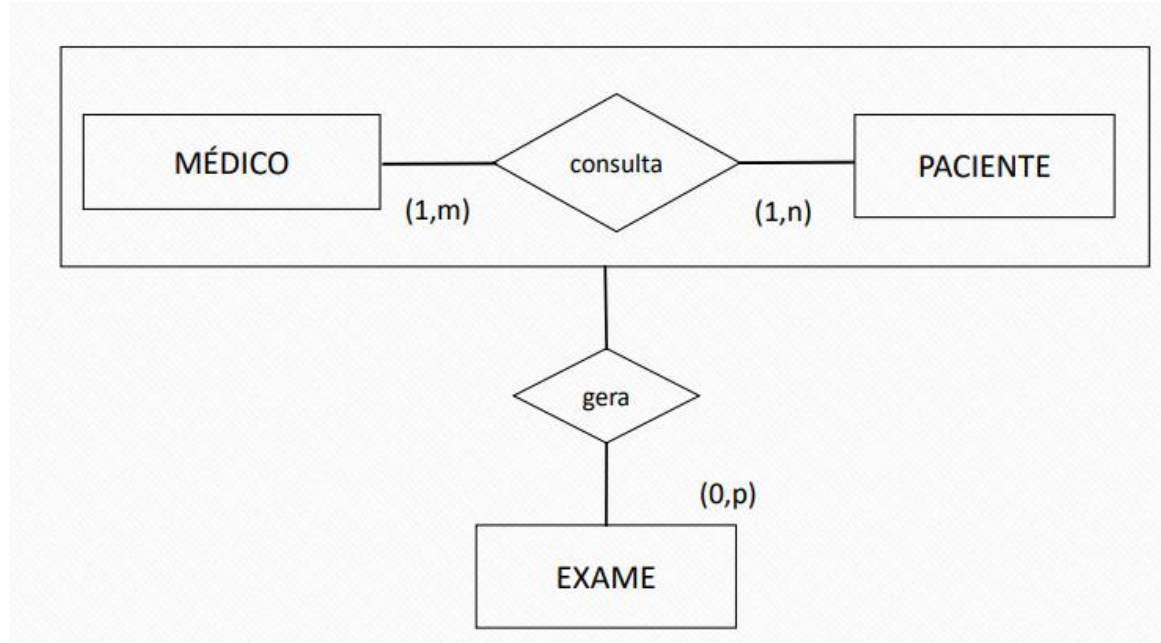 MÉDICO
consulta
PACIENTE
(1,m)
(1,n)
gera
(0,p)
EXAME